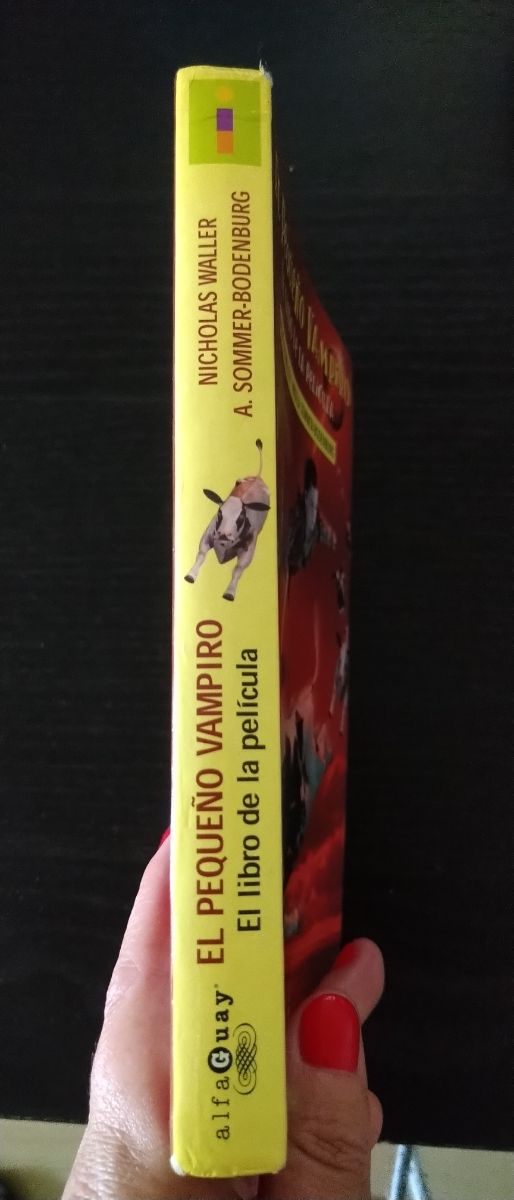 alfaGuay
EL PEQUEÑO VAMPIRO
El libro de la película
NICHOLAS WALLER
A. SOMMER-BODENBURG